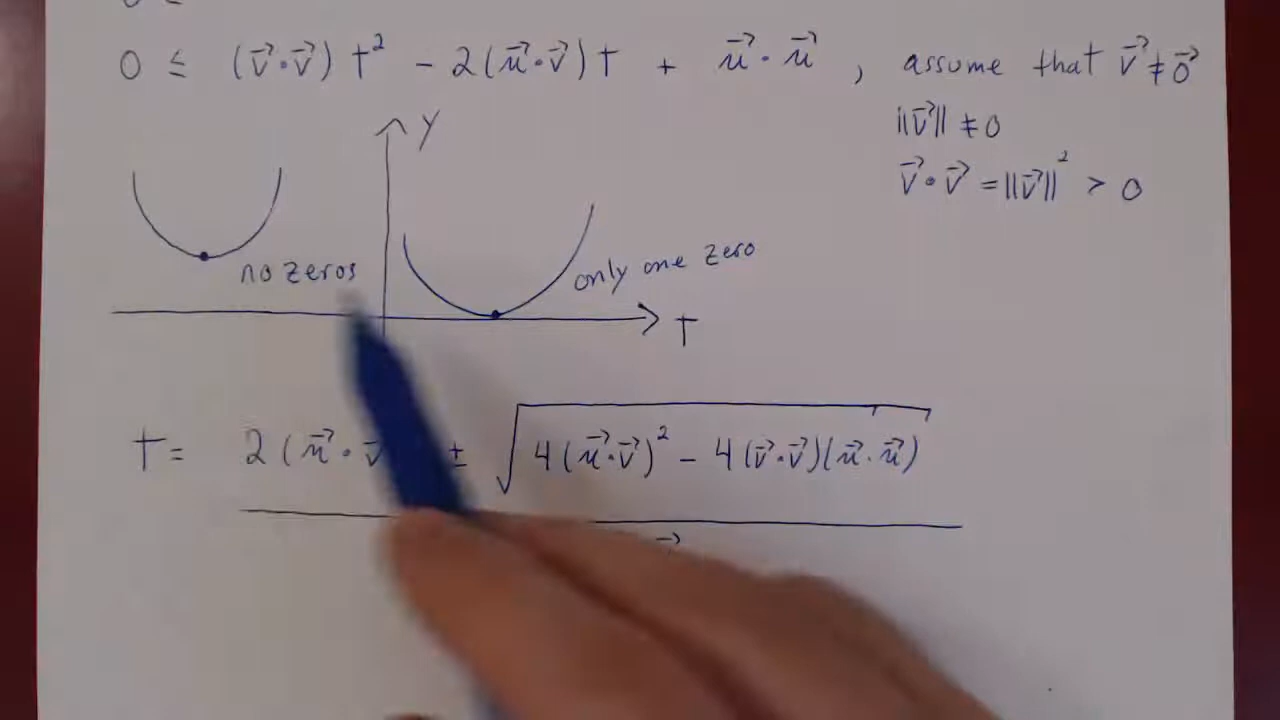 0 ≤ (v⃗·v⃗) t² - 2(u⃗·v⃗)t + u⃗·u⃗ , assume that v⃗ ≠ 0⃗
||v⃗|| ≠ 0
v⃗·v⃗ = ||v⃗||² > 0
y
no zeros
only one zero
t
t = 2(u⃗·v⃗ ± √4(u⃗·v⃗)² - 4(v⃗·v⃗)(u⃗·u⃗)